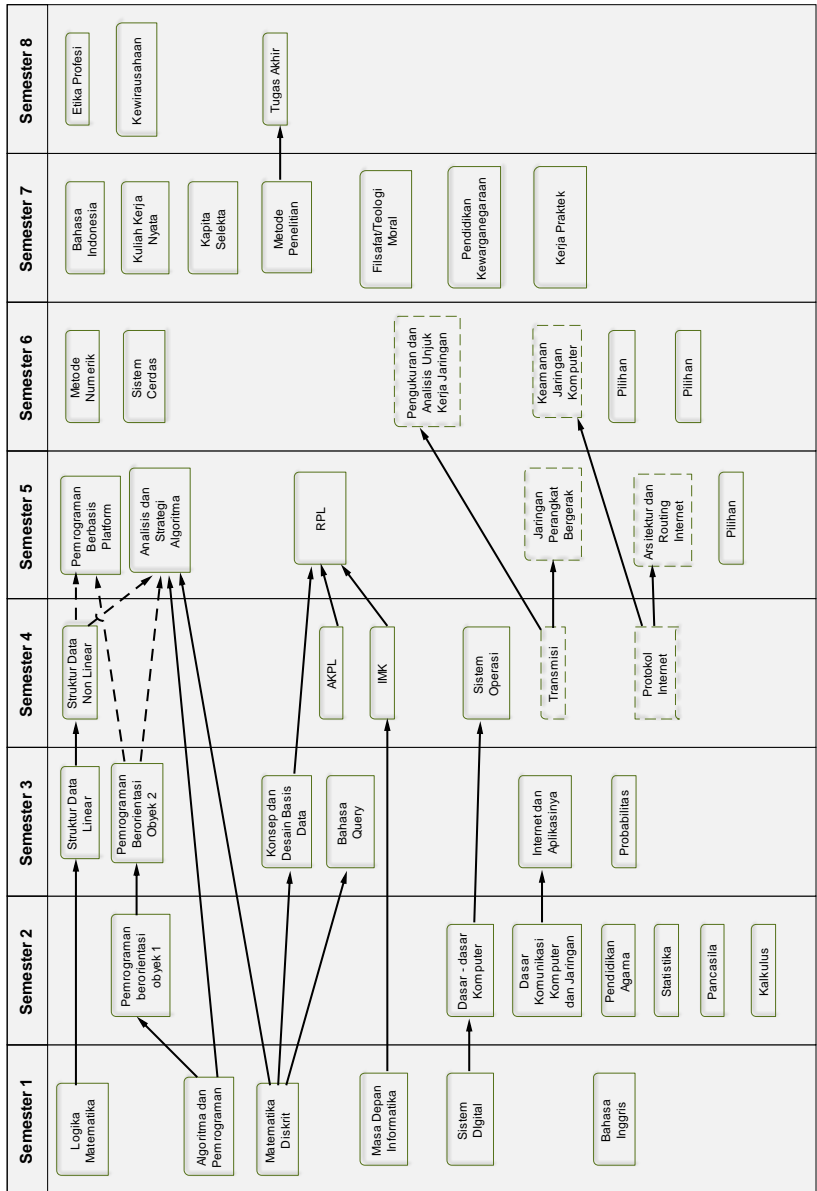 Semester 1
Logika
Matematika
Algoritma dan
Pemrograman
Matematika
Diskrit
Masa Depan
Informatika
Sistem
DIgital
Bahasa
Inggris
Semester 2
Pemrograman
berorientasi
obyek 1
Dasar - dasar
Komputer
Dasar
Komunikasi
Komputer
dan Jaringan
Pendidikan
Agama
Statistika
Pancasila
Kalkulus
Semester 3
Struktur Data
Linear
Pemrograman
Berorientasi
Obyek 2
Konsep dan
Desain Basis
Data
Bahasa
Query
Internet dan
Aplikasinya
Probabilitas
Semester 4
Struktur Data
Non Linear
AKPL
IMK
Sistem
Operasi
Transmisi
Protokol
Internet
Semester 5
Pemrograman
Berbasis
Platform
Analisis dan
Strategi
Algoritma
RPL
Jaringan
Perangkat
Bergerak
Arsitektur dan
Routing
Internet
Pilihan
Semester 6
Metode
Numerik
Sistem
Cerdas
Pengukuran dan
Analisis Unjuk
Kerja Jaringan
Keamanan
Jaringan
Komputer
Pilihan
Pilihan
Semester 7
Bahasa
Indonesia
Kuliah Kerja
Nyata
Kapita
Selekta
Metode
Penelitian
Filsafat/Teologi
Moral
Pendidikan
Kewarganegaraan
Kerja Praktek
Semester 8
Etika Profesi
Kewirausahaan
Tugas Akhir